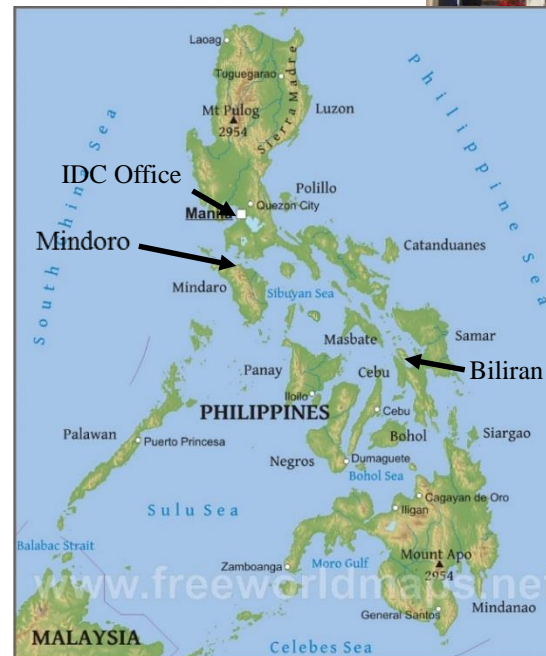 Laoag
Tuguegarao
Mt Pulog
2954
Sierra Madre
Luzon
South China Sea
Philippine Sea
IDC Office
Polillo
Quezon City
Manila
Mindoro
Catanduanes
Mindaro
Sibuyan Sea
Masbate
Samar
Panay
Cebu
Biliran
Iloilo
PHILIPPINES
Cebu
Palawan
Puerto Princesa
Bohol
Siargao
Negros
Dumaguete
Bohol Sea
Sulu Sea
Cagayan de Oro
Iligan
Balabac Strait
Mount Apo
2954
Zamboanga
Moro Gulf
www.freeworldmaps.net
General Santos
Mindanao
MALAYSIA
Celebes Sea